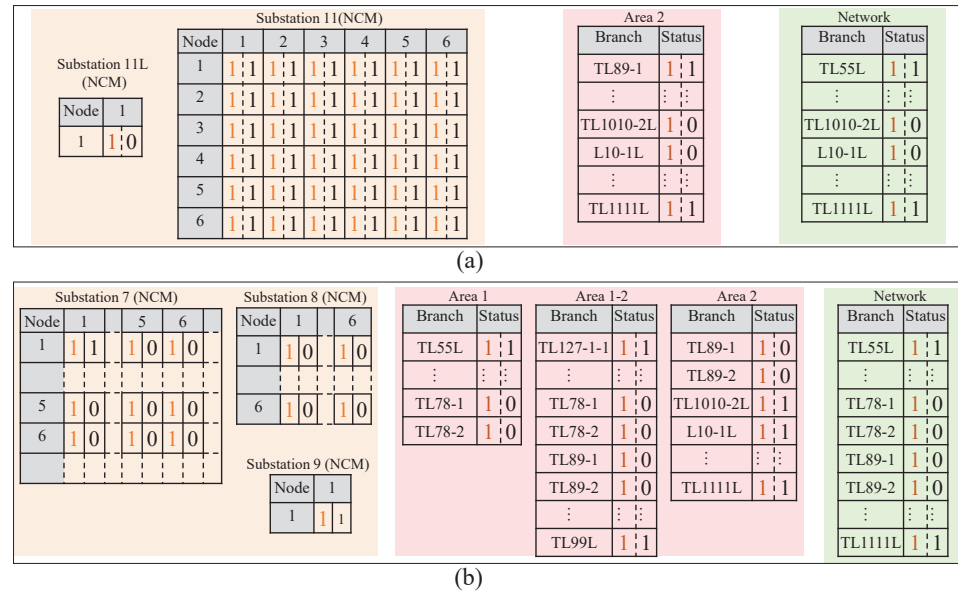 Substation 11L
(NCM)
Node 1
1 1 0
Substation 11(NCM)
Node 1 2 3 4 5 6
1 1 1 1 1 1 1 1 1 1 1 1 1
2 1 1 1 1 1 1 1 1 1 1 1 1
3 1 1 1 1 1 1 1 1 1 1 1 1
4 1 1 1 1 1 1 1 1 1 1 1 1
5 1 1 1 1 1 1 1 1 1 1 1 1
6 1 1 1 1 1 1 1 1 1 1 1 1
Area 2
Branch Status
TL89-1 1 1
⋮ ⋮ ⋮
TL1010-2L 1 0
L10-1L 1 0
⋮ ⋮ ⋮
TL1111L 1 1
Network
Branch Status
TL55L 1 1
⋮ ⋮ ⋮
TL1010-2L 1 0
L10-1L 1 0
⋮ ⋮ ⋮
TL1111L 1 1
(a)
Substation 7 (NCM)
Node 1 5 6
1 1 1 1 0 1 0
5 1 0 1 0 1 0
6 1 0 1 0 1 0
Substation 8 (NCM)
Node 1 6
1 1 0 1 0
6 1 0 1 0
Substation 9 (NCM)
Node 1
1 1 1
Area 1
Branch Status
TL55L 1 1
⋮ ⋮ ⋮
TL78-1 1 0
TL78-2 1 0
Area 1-2
Branch Status
TL127-1-1 1 1
⋮ ⋮ ⋮
TL78-1 1 0
TL78-2 1 0
TL89-1 1 0
TL89-2 1 0
⋮ ⋮ ⋮
TL99L 1 1
Area 2
Branch Status
TL89-1 1 0
TL89-2 1 0
TL1010-2L 1 1
L10-1L 1 1
⋮ ⋮ ⋮
TL1111L 1 1
Network
Branch Status
TL55L 1 1
⋮ ⋮ ⋮
TL78-1 1 0
TL78-2 1 0
TL89-1 1 0
TL89-2 1 0
⋮ ⋮ ⋮
TL1111L 1 1
(b)